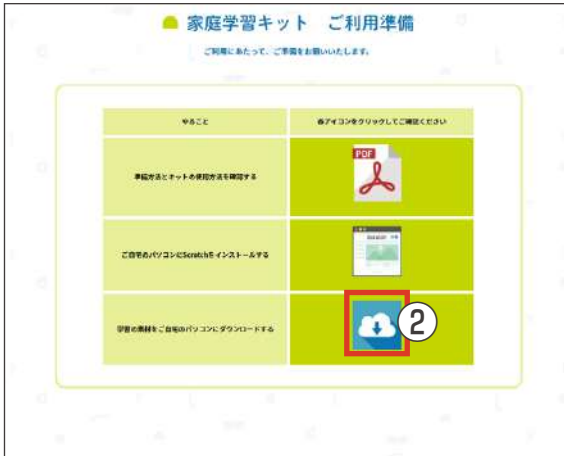 家庭学習キット　ご利用準備
ご利用にあたって、ご準備をお願いいたします。
やること
各アイコンをクリックしてご確認ください
準備方法とキットの使用方法を確認する
PDF
ご自宅のパソコンにScratchをインストールする
学習の素材をご自宅のパソコンにダウンロードする
②